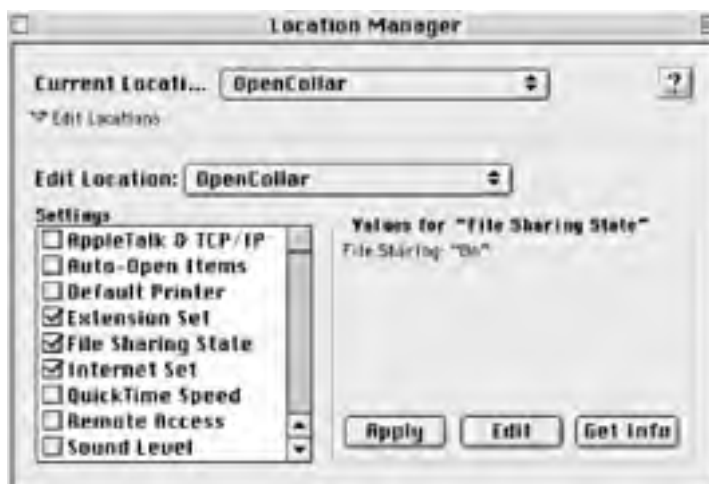 Location Manager
Current Locati... OpenCollar
?
Edit Locations
Edit Location: OpenCollar
Settings
AppleTalk & TCP/IP
Auto-Open Items
Default Printer
Extension Set
File Sharing State
Internet Set
QuickTime Speed
Remote Access
Sound Level
Values for "File Sharing State"
File Sharing: "On"
Apply Edit Get Info